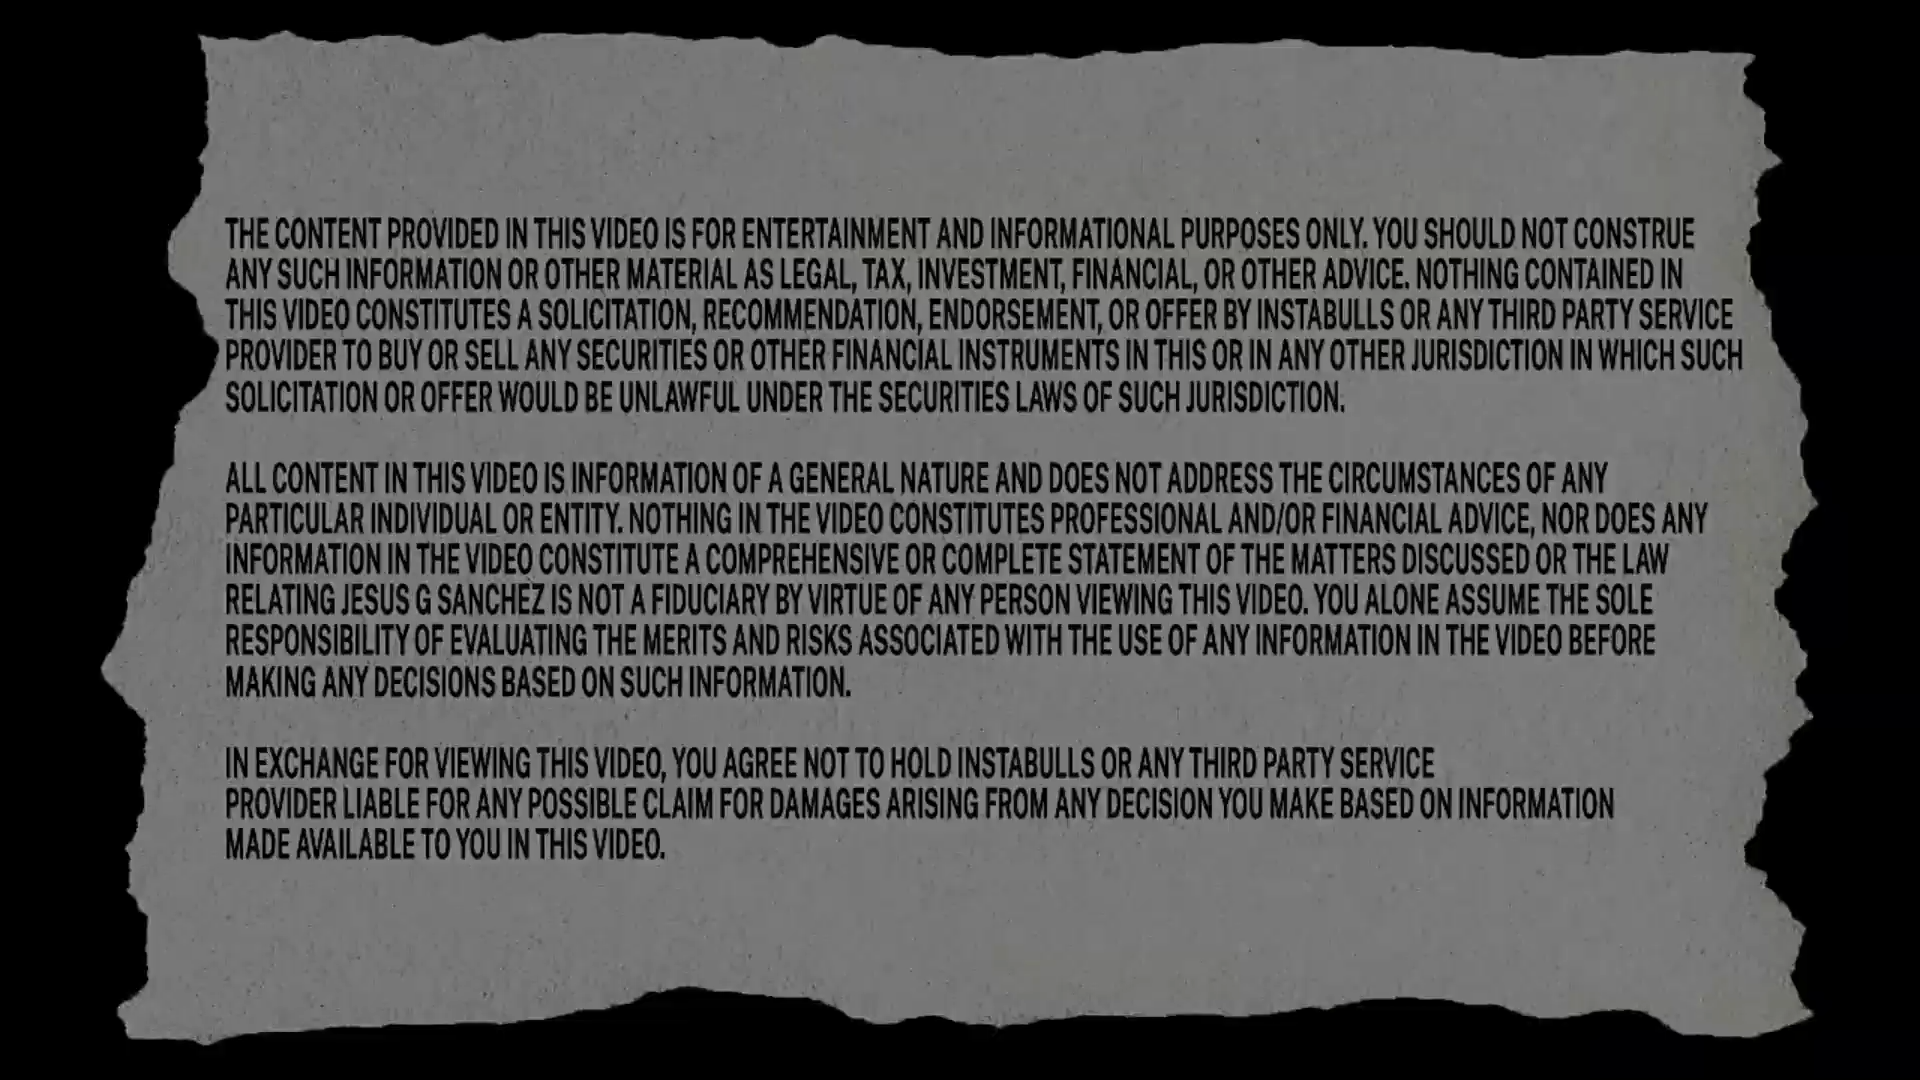 THE CONTENT PROVIDED IN THIS VIDEO IS FOR ENTERTAINMENT AND INFORMATIONAL PURPOSES ONLY. YOU SHOULD NOT CONSTRUE
ANY SUCH INFORMATION OR OTHER MATERIAL AS LEGAL, TAX, INVESTMENT, FINANCIAL, OR OTHER ADVICE. NOTHING CONTAINED IN
THIS VIDEO CONSTITUTES A SOLICITATION, RECOMMENDATION, ENDORSEMENT, OR OFFER BY INSTABULLS OR ANY THIRD PARTY SERVICE
PROVIDER TO BUY OR SELL ANY SECURITIES OR OTHER FINANCIAL INSTRUMENTS IN THIS OR IN ANY OTHER JURISDICTION IN WHICH SUCH
SOLICITATION OR OFFER WOULD BE UNLAWFUL UNDER THE SECURITIES LAWS OF SUCH JURISDICTION.
ALL CONTENT IN THIS VIDEO IS INFORMATION OF A GENERAL NATURE AND DOES NOT ADDRESS THE CIRCUMSTANCES OF ANY
PARTICULAR INDIVIDUAL OR ENTITY. NOTHING IN THE VIDEO CONSTITUTES PROFESSIONAL AND/OR FINANCIAL ADVICE, NOR DOES ANY
INFORMATION IN THE VIDEO CONSTITUTE A COMPREHENSIVE OR COMPLETE STATEMENT OF THE MATTERS DISCUSSED OR THE LAW
RELATING JESUS G SANCHEZ IS NOT A FIDUCIARY BY VIRTUE OF ANY PERSON VIEWING THIS VIDEO. YOU ALONE ASSUME THE SOLE
RESPONSIBILITY OF EVALUATING THE MERITS AND RISKS ASSOCIATED WITH THE USE OF ANY INFORMATION IN THE VIDEO BEFORE
MAKING ANY DECISIONS BASED ON SUCH INFORMATION.
IN EXCHANGE FOR VIEWING THIS VIDEO, YOU AGREE NOT TO HOLD INSTABULLS OR ANY THIRD PARTY SERVICE
PROVIDER LIABLE FOR ANY POSSIBLE CLAIM FOR DAMAGES ARISING FROM ANY DECISION YOU MAKE BASED ON INFORMATION
MADE AVAILABLE TO YOU IN THIS VIDEO.